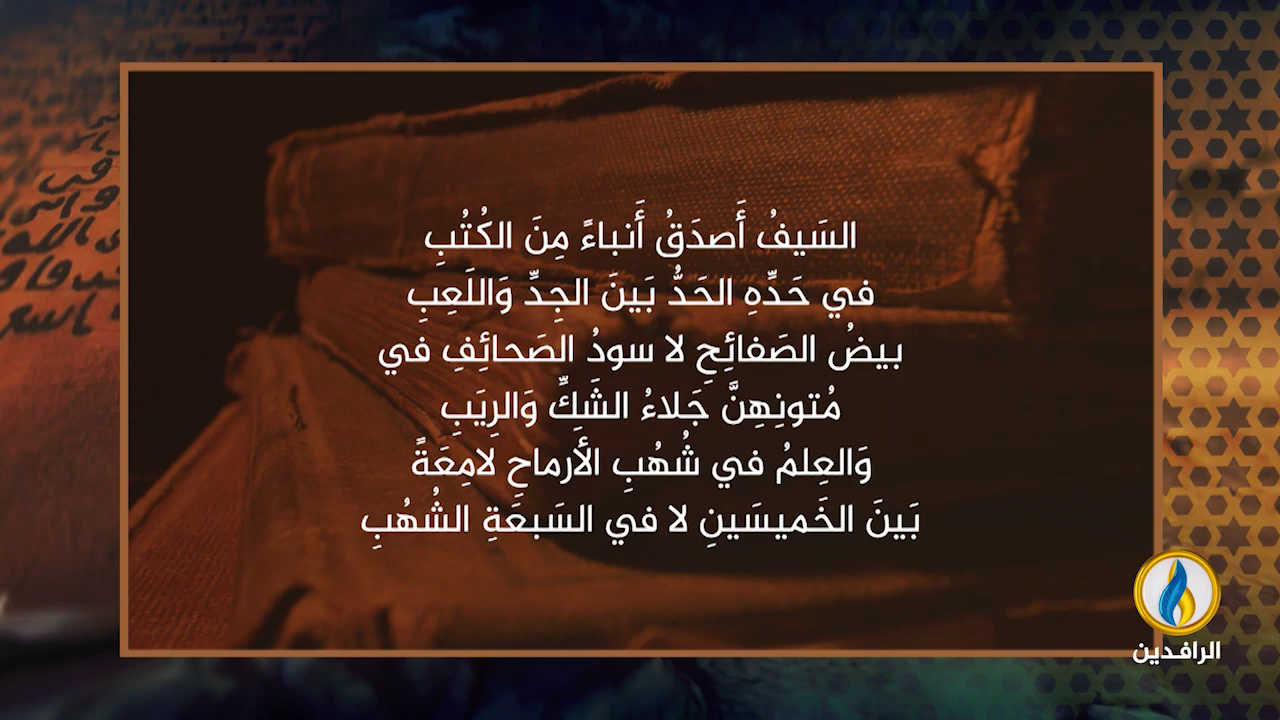 السَيفُ أَصدَقُ أَنباءً مِنَ الكُتُبِ
في حَدِّهِ الحَدُّ بَينَ الجِدِّ وَاللَعِبِ
بيضُ الصَفائِحِ لا سودُ الصَحائِفِ في
مُتونِهِنَّ جَلاءُ الشَكِّ وَالرِيَبِ
وَالعِلمُ في شُهُبِ الأَرماحِ لامِعَةً
بَينَ الخَميسَينِ لا في السَبعَةِ الشُهُبِ
الرافدين